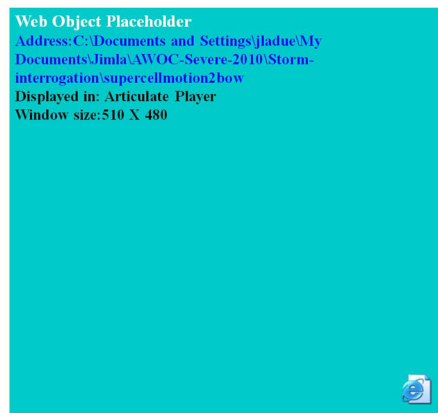 Web Object Placeholder
Address:C:\Documents and Settings\jladue\My
Documents\Jimla\AWOC-Severe-2010\Storm-
interrogation\supercellmotion2bow
Displayed in: Articulate Player
Window size:510 X 480